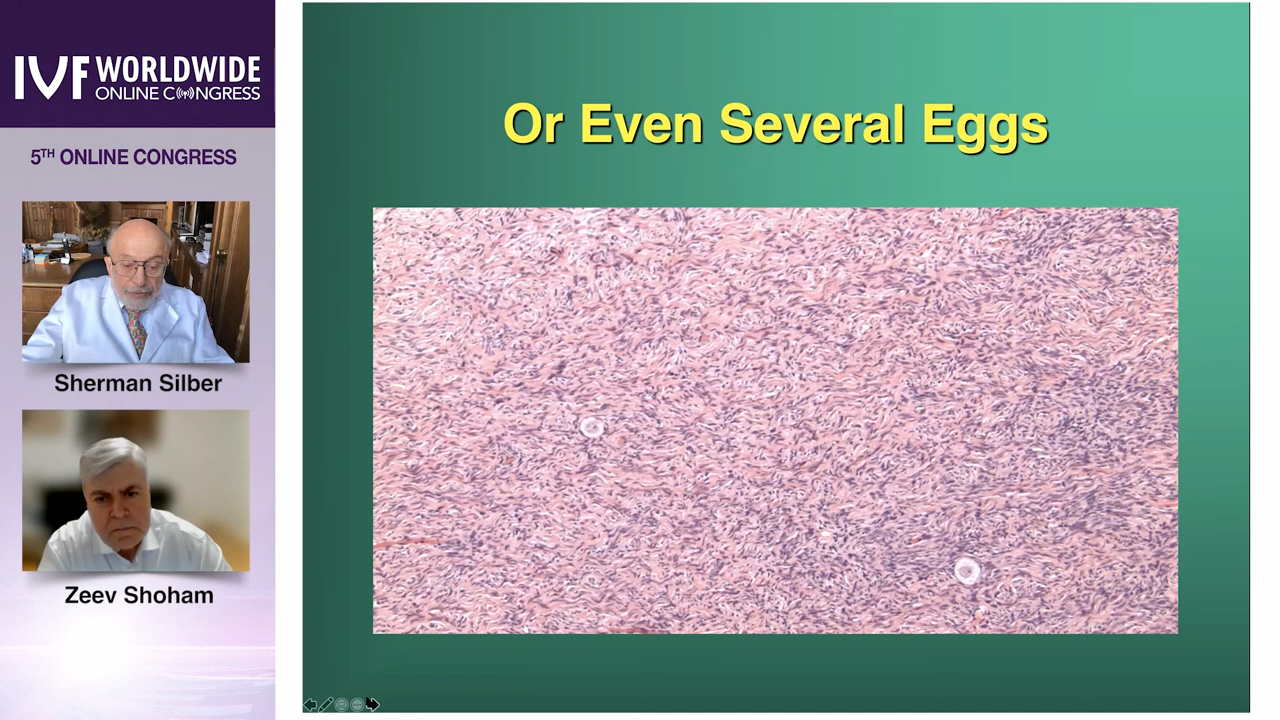 IVF WORLDWIDE
ONLINE CONGRESS
5TH ONLINE CONGRESS
Sherman Silber
Zeev Shoham
Or Even Several Eggs